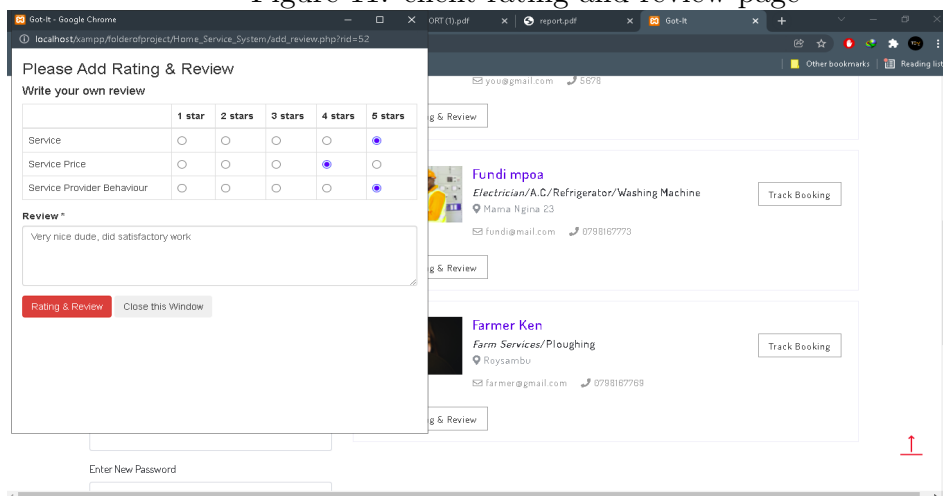 Figure 11: client rating and review page
Got-It - Google Chrome
ORT (1).pdf
report.pdf
Got-It
localhost/xampp/folderofproject/Home_Service_System/add_review.php?rid=52
Other bookmarks
Reading list
Please Add Rating & Review
Write your own review
1 star 2 stars 3 stars 4 stars 5 stars
Service
Service Price
Service Provider Behaviour
Review *
Very nice dude, did satisfactory work
Rating & Review Close this Window
you@gmail.com 5678
g & Review
Fundi mpoa
Electrician/A.C/Refrigerator/Washing Machine
Track Booking
Mama Ngina 23
fundi@mail.com 0798167773
g & Review
Farmer Ken
Farm Services/Ploughing
Track Booking
Roysambu
farmer@gmail.com 0798167769
g & Review
Enter New Password